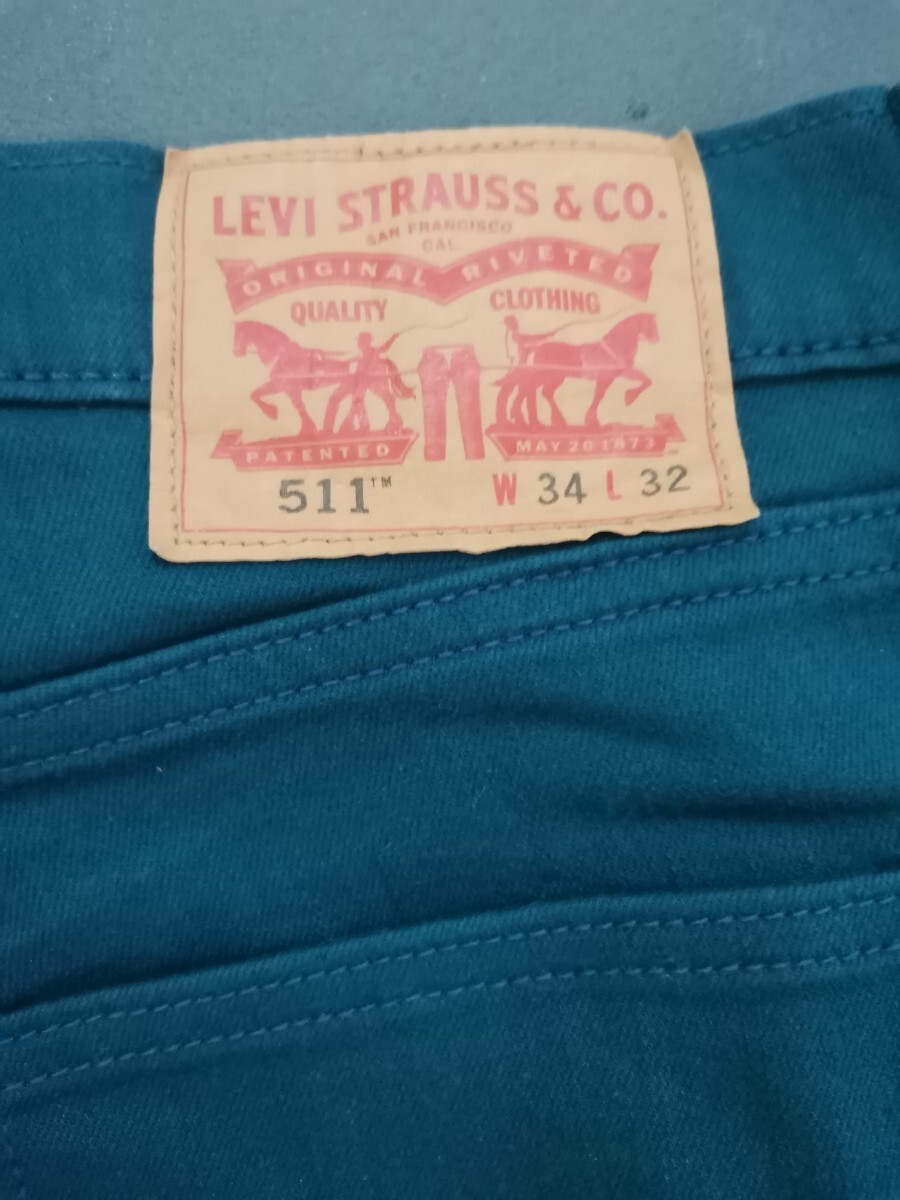 LEVI STRAUSS & CO.
SAN FRANCISCO
CAL.
ORIGINAL RIVETED
QUALITY CLOTHING
PATENTED MAY 20 1873
511™ W 34 L 32